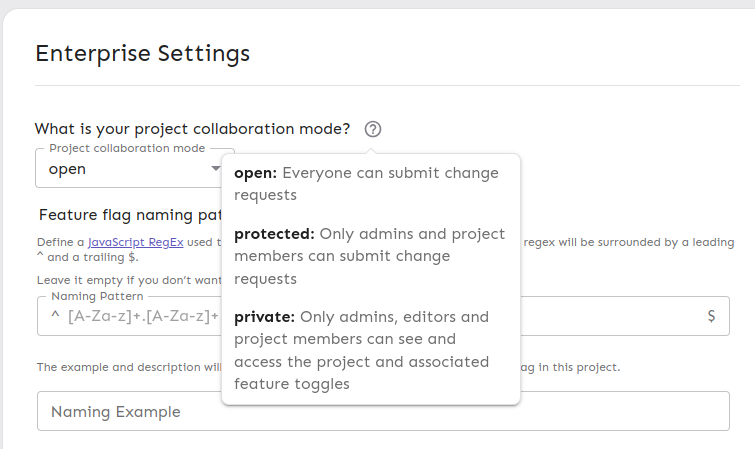 Enterprise Settings
What is your project collaboration mode? ?
Project collaboration mode
open
open: Everyone can submit change
requests
protected: Only admins and project
members can submit change
requests
private: Only admins, editors and
project members can see and
access the project and associated
feature toggles
Feature flag naming pat
Define a JavaScript RegEx used t
regex will be surrounded by a leading
^ and a trailing $.
Leave it empty if you don’t want
Naming Pattern
^ [A-Za-z]+.[A-Za-z]+ $
The example and description will
ag in this project.
Naming Example